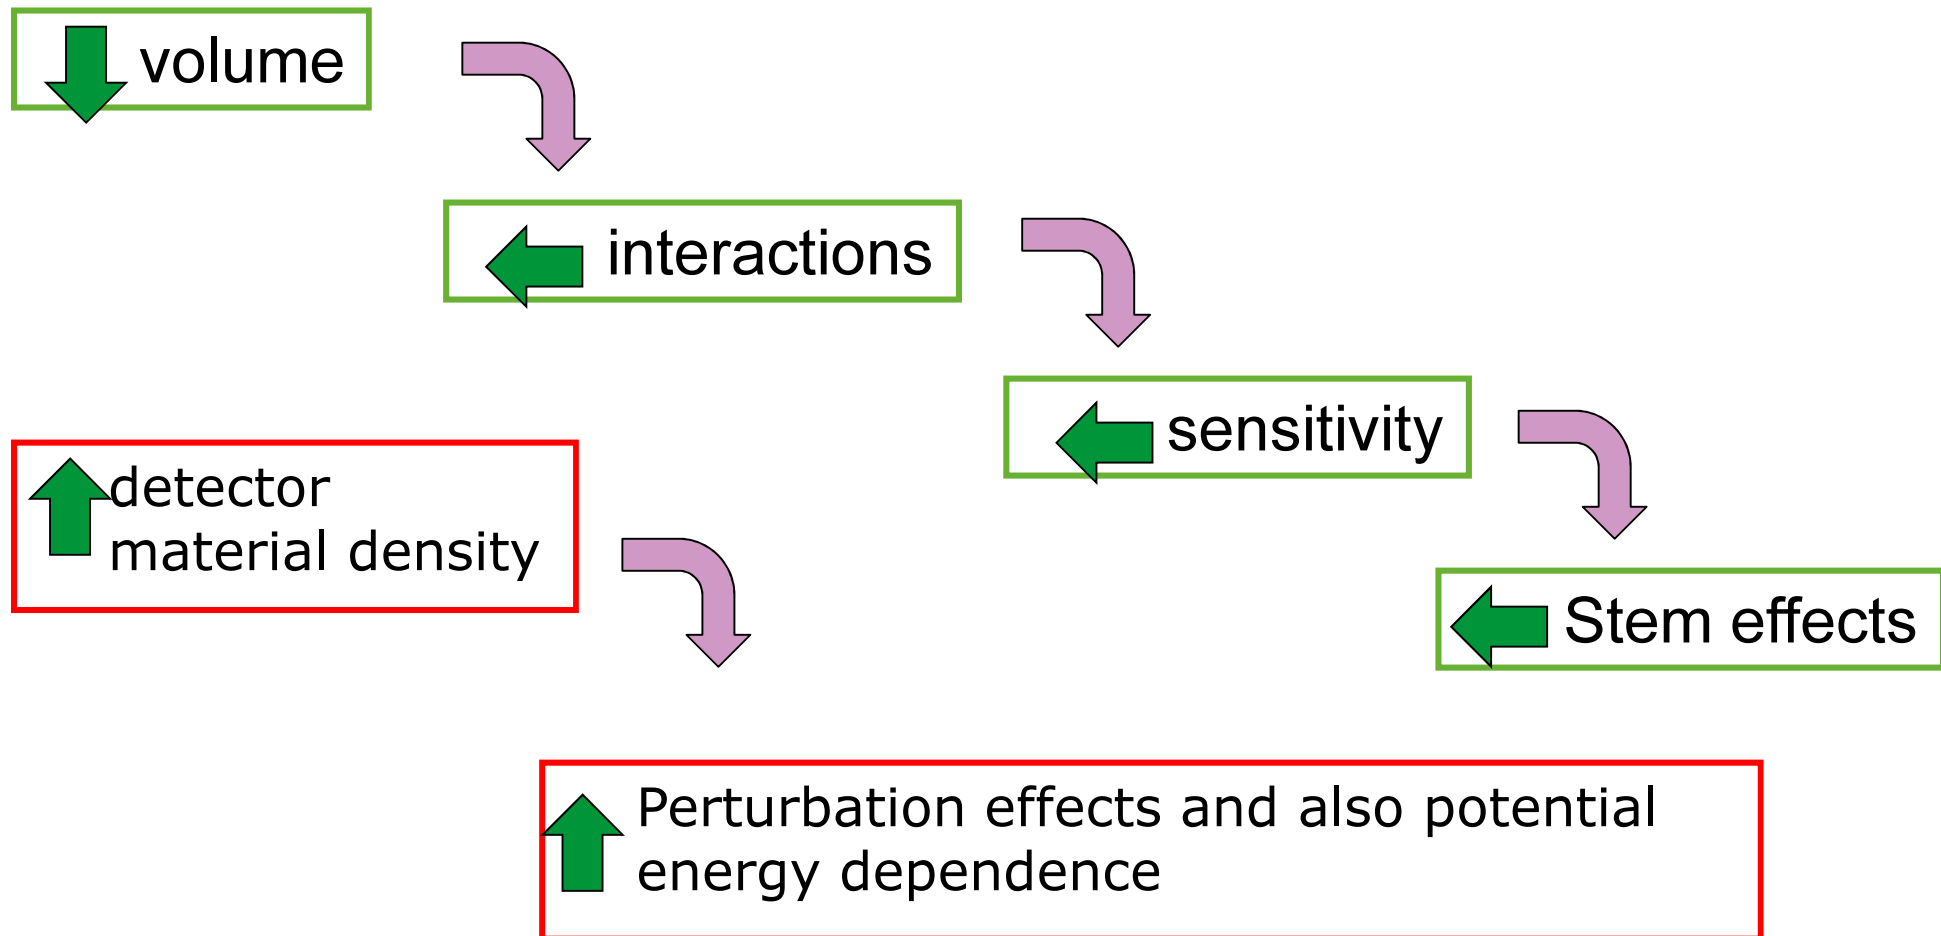 volume
interactions
sensitivity
detector
material density
Stem effects
Perturbation effects and also potential
energy dependence